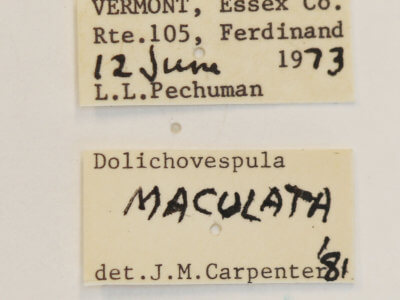 VERMONT, Essex Co.
Rte.105, Ferdinand
12 June 1973
L.L.Pechuman
Dolichovespula
MACULATA
det.J.M.Carpenter '81